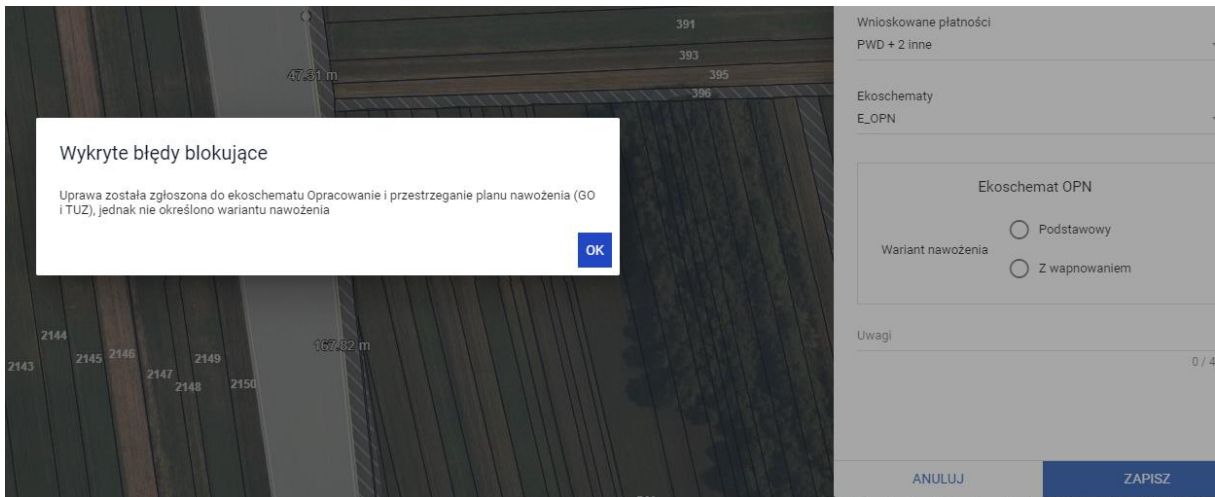 391
393
47.31 m
395
396
Wykryte błędy blokujące
Uprawa została zgłoszona do ekoschematu Opracowanie i przestrzeganie planu nawożenia (GO
i TUZ), jednak nie określono wariantu nawożenia
OK
2144
167.82 m
2143
2145
2146
2149
2147
2148
2150
Wnioskowane płatności
PWD + 2 inne
Ekoschematy
E_OPN
Ekoschemat OPN
Wariant nawożenia
Podstawowy
Z wapnowaniem
Uwagi
0 / 4
ANULUJ
ZAPISZ